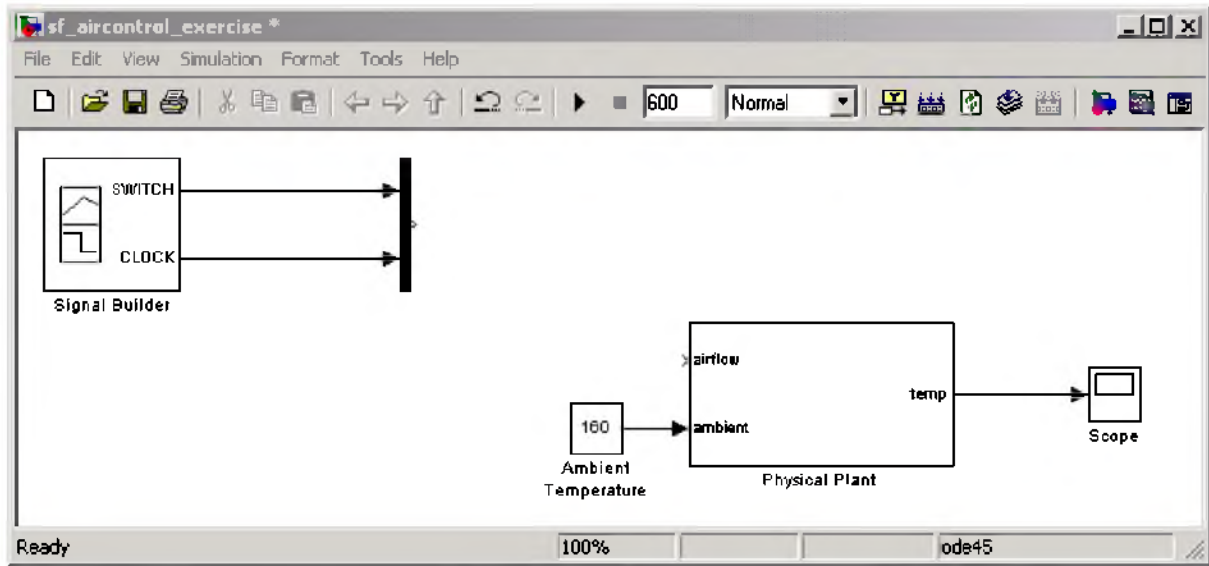 sf_aircontrol_exercise *
File Edit View Simulation Format Tools Help
600 Normal
SWITCH
CLOCK
Signal Builder
airflow
temp
160
ambient
Scope
Ambient
Temperature
Physical Plant
Ready 100% ode45